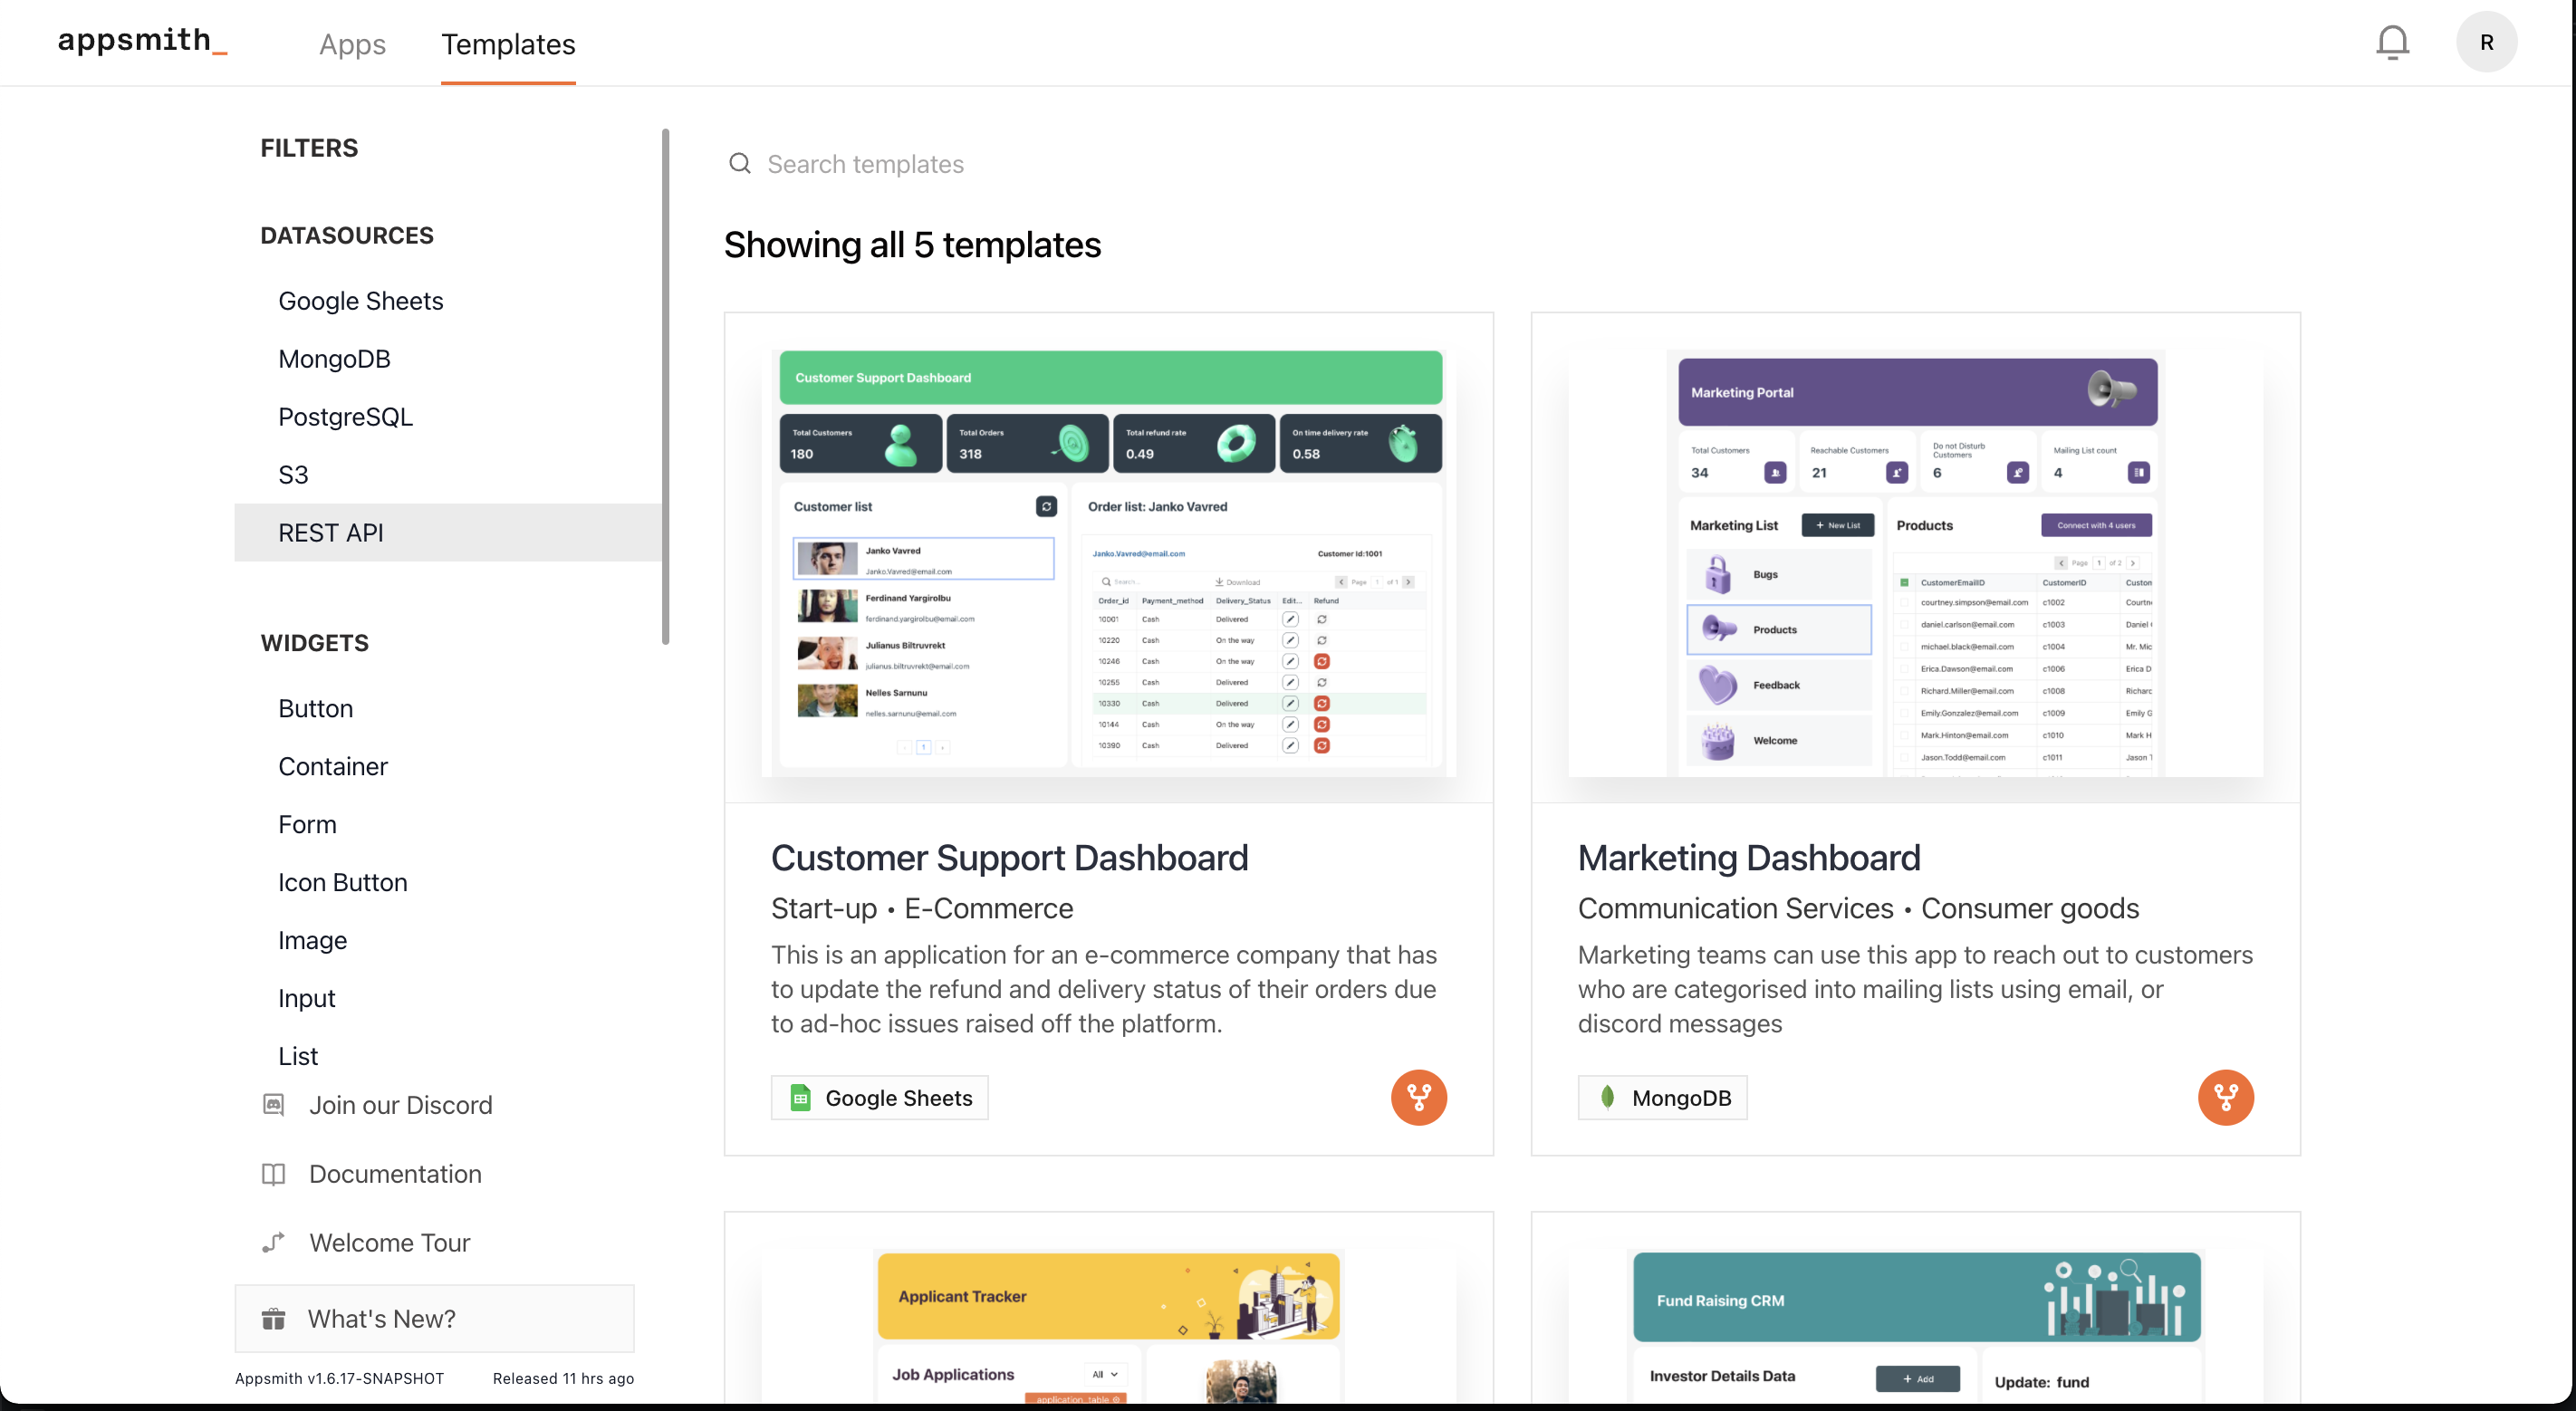 appsmith_
Apps
Templates
R
FILTERS
DATASOURCES
Google Sheets
MongoDB
PostgreSQL
S3
REST API
WIDGETS
Button
Container
Form
Icon Button
Image
Input
List
Join our Discord
Documentation
Welcome Tour
What's New?
Appsmith v1.6.17-SNAPSHOT Released 11 hrs ago
Search templates
Showing all 5 templates
Customer Support Dashboard
Total Customers
180
Total Orders
318
Total refund rate
0.49
On time delivery rate
0.58
Customer list
Janko Vavred
Janko.Vavred@email.com
Ferdinand Yargirolbu
ferdinand.yargirolbu@email.com
Julianus Biltruvrekt
julianus.biltruvrekt@email.com
Nelles Sarnunu
nelles.sarnunu@email.com
1
Order list: Janko Vavred
Janko.Vavred@email.com Customer Id:1001
Search... Download Page 1 of 1
Order_id Payment_method Delivery_Status Edit... Refund
10001 Cash Delivered
10220 Cash On the way
10246 Cash On the way
10255 Cash Delivered
10330 Cash Delivered
10144 Cash On the way
10390 Cash Delivered
Customer Support Dashboard
Start-up • E-Commerce
This is an application for an e-commerce company that has
to update the refund and delivery status of their orders due
to ad-hoc issues raised off the platform.
Google Sheets
Marketing Portal
Total Customers
34
Reachable Customers
21
Do not Disturb
Customers
6
Mailing List count
4
Marketing List + New List
Bugs
Products
Feedback
Welcome
Products Connect with 4 users
Page 1 of 2
CustomerEmailID CustomerID Custom
courtney.simpson@email.com c1002 Courtn
daniel.carlson@email.com c1003 Daniel
michael.black@email.com c1004 Mr. Mic
Erica.Dawson@email.com c1006 Erica D
Richard.Miller@email.com c1008 Richard
Emily.Gonzalez@email.com c1009 Emily G
Mark.Hinton@email.com c1010 Mark H
Jason.Todd@email.com c1011 Jason
Marketing Dashboard
Communication Services • Consumer goods
Marketing teams can use this app to reach out to customers
who are categorised into mailing lists using email, or
discord messages
MongoDB
Applicant Tracker
Job Applications All
application_table
Fund Raising CRM
Investor Details Data + Add
Update: fund